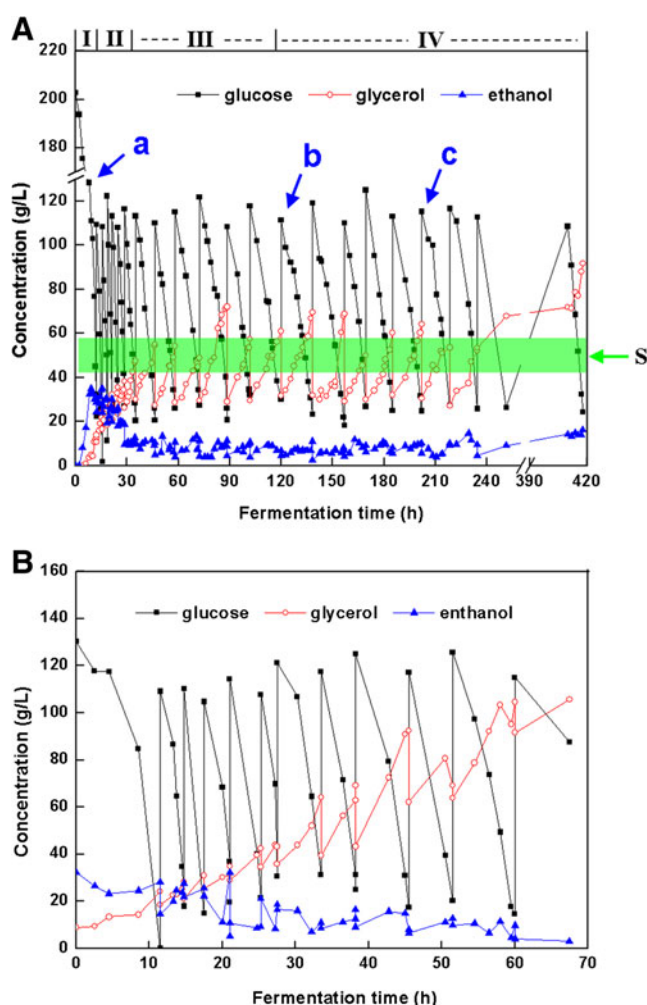 A
I II III IV
220
200
180
120
100
80
60
40
20
0
Concentration (g/L)
glucose glycerol ethanol
a
b
c
S
0 30 60 90 120 150 180 210 240 390 420
Fermentation time (h)
B
160
140
120
100
80
60
40
20
0
Concentration (g/L)
glucose glycerol enthanol
0 10 20 30 40 50 60 70
Fermentation time (h)